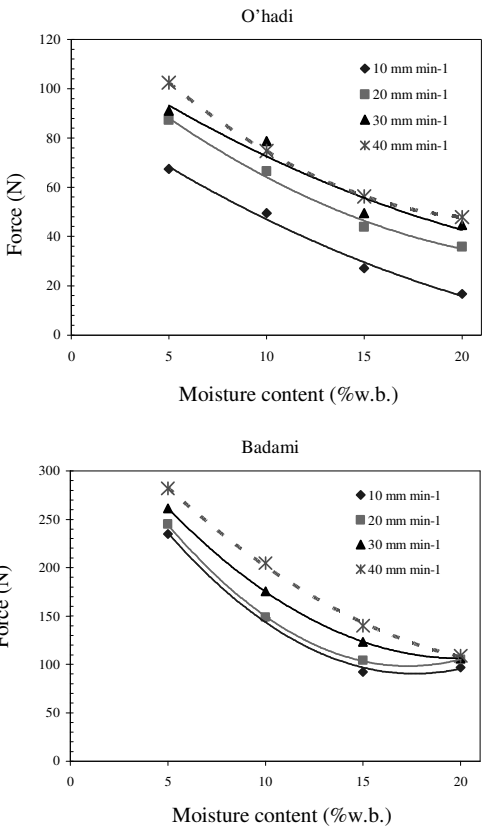 O’hadi
120
100
80
60
40
20
0
Force (N)
10 mm min-1
20 mm min-1
30 mm min-1
40 mm min-1
0 5 10 15 20
Moisture content (%w.b.)
Badami
300
250
200
150
100
50
0
Force (N)
10 mm min-1
20 mm min-1
30 mm min-1
40 mm min-1
0 5 10 15 20
Moisture content (%w.b.)